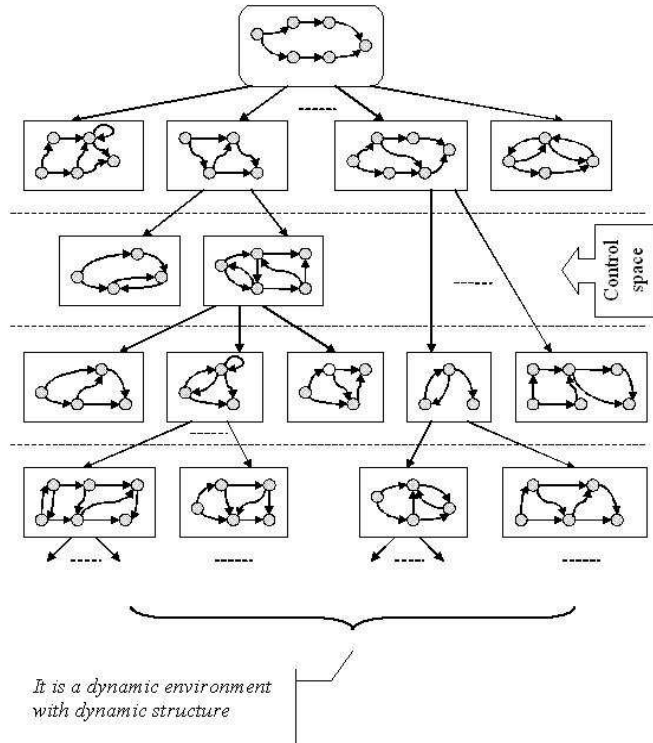 Control
space
It is a dynamic environment
with dynamic structure